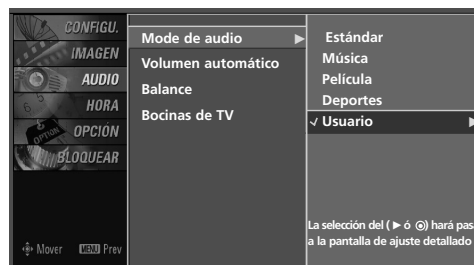 CONFIGU.
IMAGEN
AUDIO
HORA
OPCIÓN
BLOQUEAR
Mover MENU Prev
Mode de audio ►
Volumen automático
Balance
Bocinas de TV
Estándar
Música
Película
Deportes
✓ Usuario ►
La selección del ( ► ó ◉) hará pas
a la pantalla de ajuste detallado